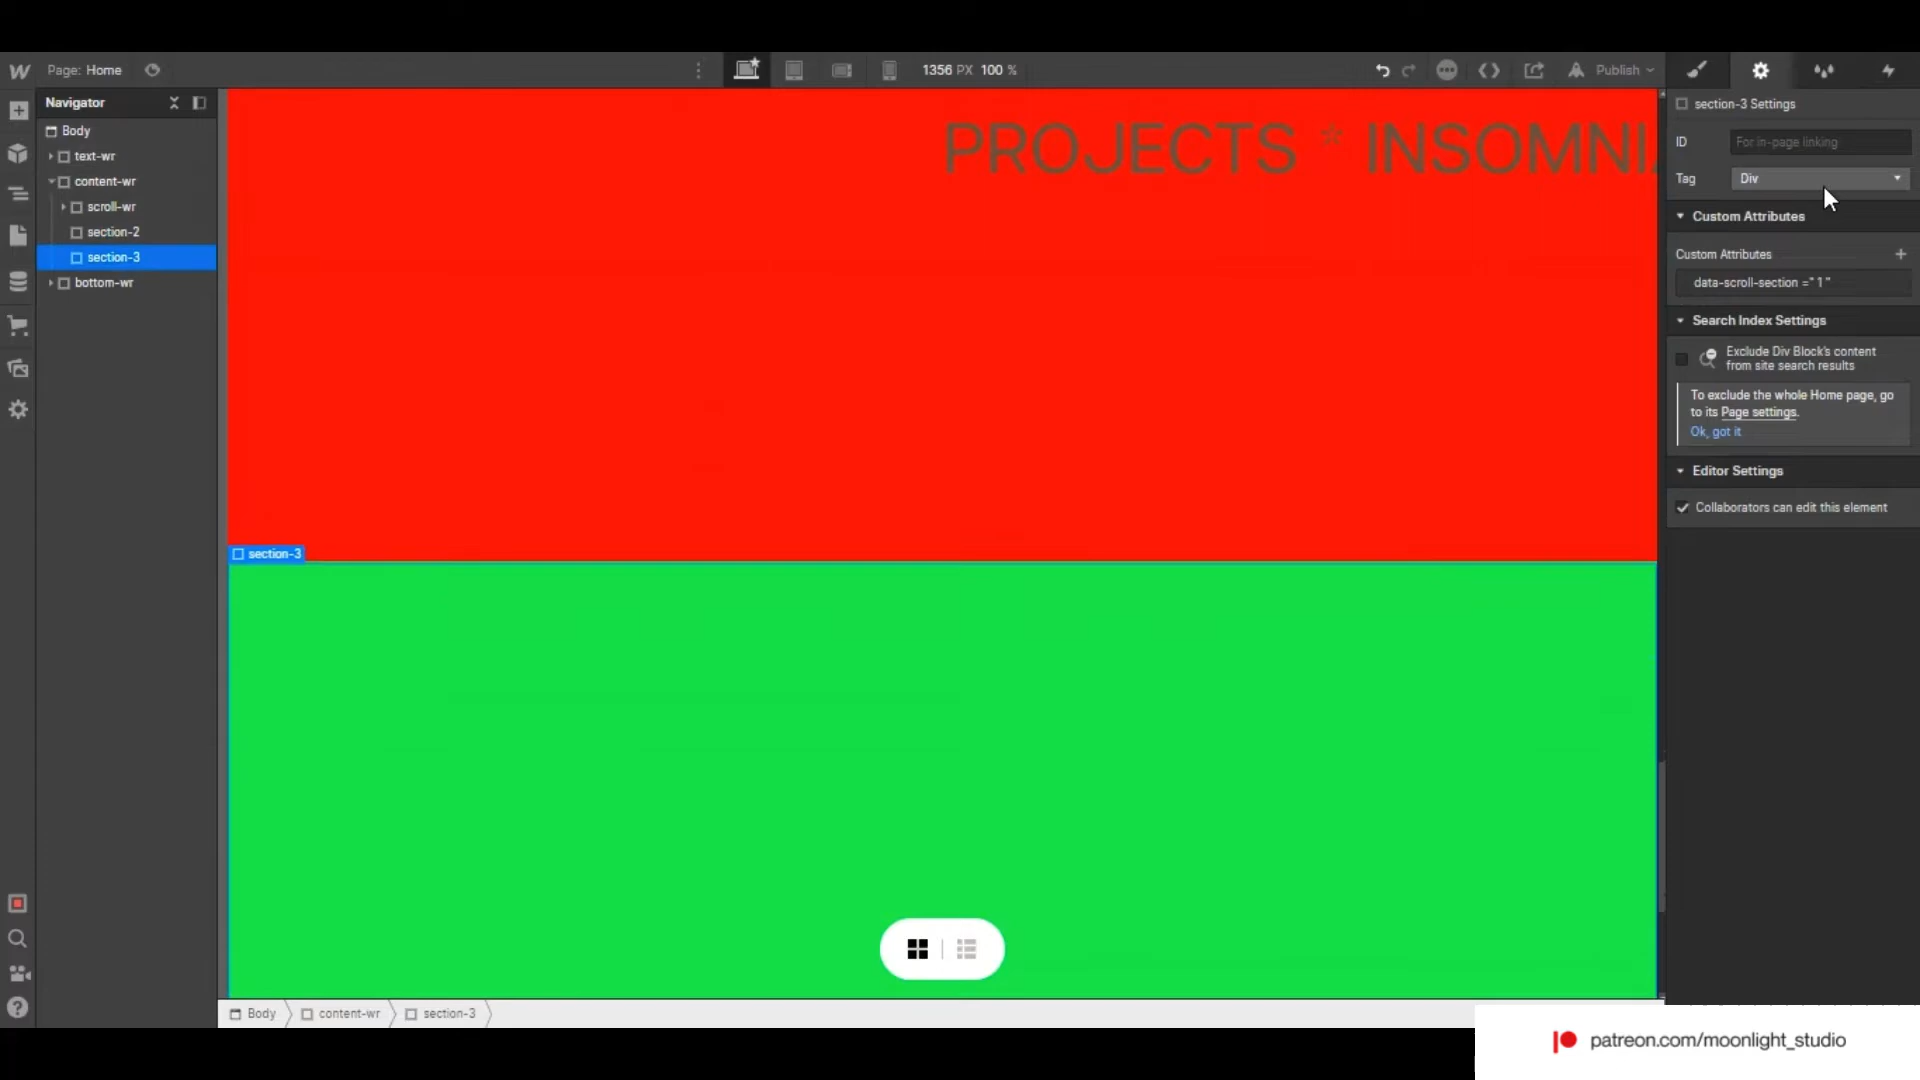 Page: Home
1356 PX 100 %
Publish
Navigator
Body
text-wr
content-wr
scroll-wr
section-2
section-3
bottom-wr
PROJECTS * INSOMNI
section-3
section-3 Settings
ID For in-page linking
Tag Div
Custom Attributes
Custom Attributes
data-scroll-section =" 1 "
Search Index Settings
Exclude Div Block's content
from site search results
To exclude the whole Home page, go
to its Page settings.
Ok, got it
Editor Settings
Collaborators can edit this element
Body content-wr section-3
patreon.com/moonlight_studio